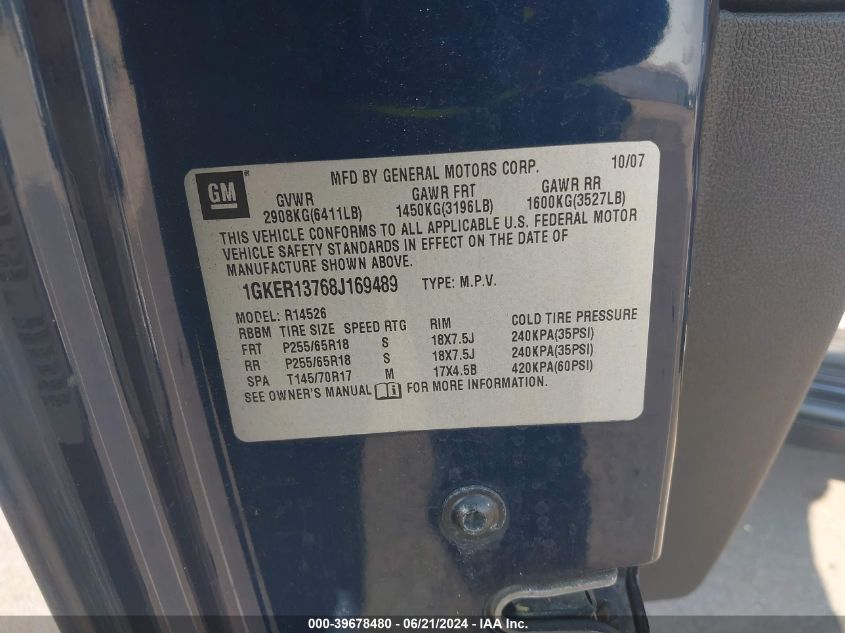 GM ®
MFD BY GENERAL MOTORS CORP. 10/07
GVWR GAWR FRT GAWR RR
2908KG(6411LB) 1450KG(3196LB) 1600KG(3527LB)
THIS VEHICLE CONFORMS TO ALL APPLICABLE U.S. FEDERAL MOTOR
VEHICLE SAFETY STANDARDS IN EFFECT ON THE DATE OF
MANUFACTURE SHOWN ABOVE.
1GKER13768J169489 TYPE: M.P.V.
MODEL: R14526
RBBM TIRE SIZE SPEED RTG RIM COLD TIRE PRESSURE
FRT P255/65R18 S 18X7.5J 240KPA(35PSI)
RR P255/65R18 S 18X7.5J 240KPA(35PSI)
SPA T145/70R17 M 17X4.5B 420KPA(60PSI)
SEE OWNER'S MANUAL FOR MORE INFORMATION.
000-39678480 - 06/21/2024 - IAA Inc.